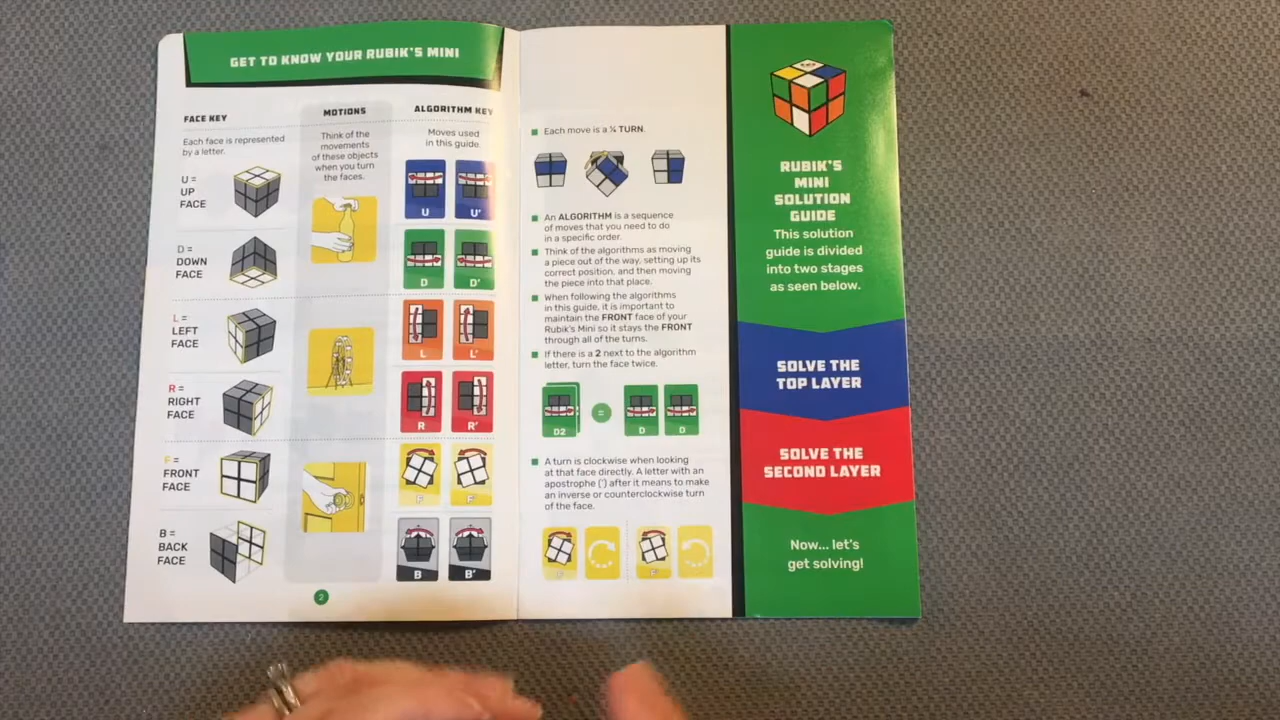 GET TO KNOW YOUR RUBIK'S MINI
FACE KEY
Each face is represented
by a letter.
U =
UP
FACE
D =
DOWN
FACE
L =
LEFT
FACE
R =
RIGHT
FACE
F =
FRONT
FACE
B =
BACK
FACE
MOTIONS
Think of the
movements
of these objects
when you turn
the faces.
ALGORITHM KEY
Moves used
in this guide.
U U'
D D'
L L'
R R'
F F'
B B'
2
Each move is a ¼ TURN.
An ALGORITHM is a sequence
of moves that you need to do
in a specific order.
Think of the algorithms as moving
a piece out of the way, setting up its
correct position, and then moving
the piece into that place.
When following the algorithms
in this guide, it is important to
maintain the FRONT face of your
Rubik's Mini so it stays the FRONT
through all of the turns.
If there is a 2 next to the algorithm
letter, turn the face twice.
D2 = D D
A turn is clockwise when looking
at that face directly. A letter with an
apostrophe (') after it means to make
an inverse or counterclockwise turn
of the face.
F F'
RUBIK'S
MINI
SOLUTION
GUIDE
This solution
guide is divided
into two stages
as seen below.
SOLVE THE
TOP LAYER
SOLVE THE
SECOND LAYER
Now... let's
get solving!